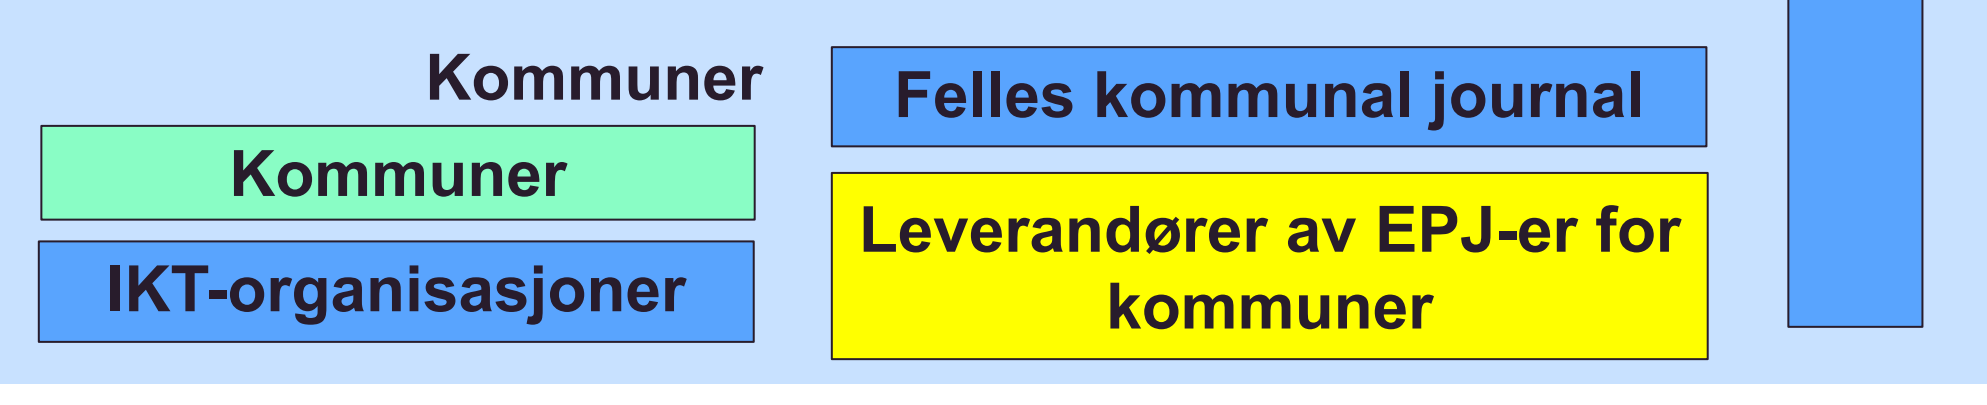 Kommuner
Kommuner
IKT-organisasjoner
Felles kommunal journal
Leverandører av EPJ-er for
kommuner